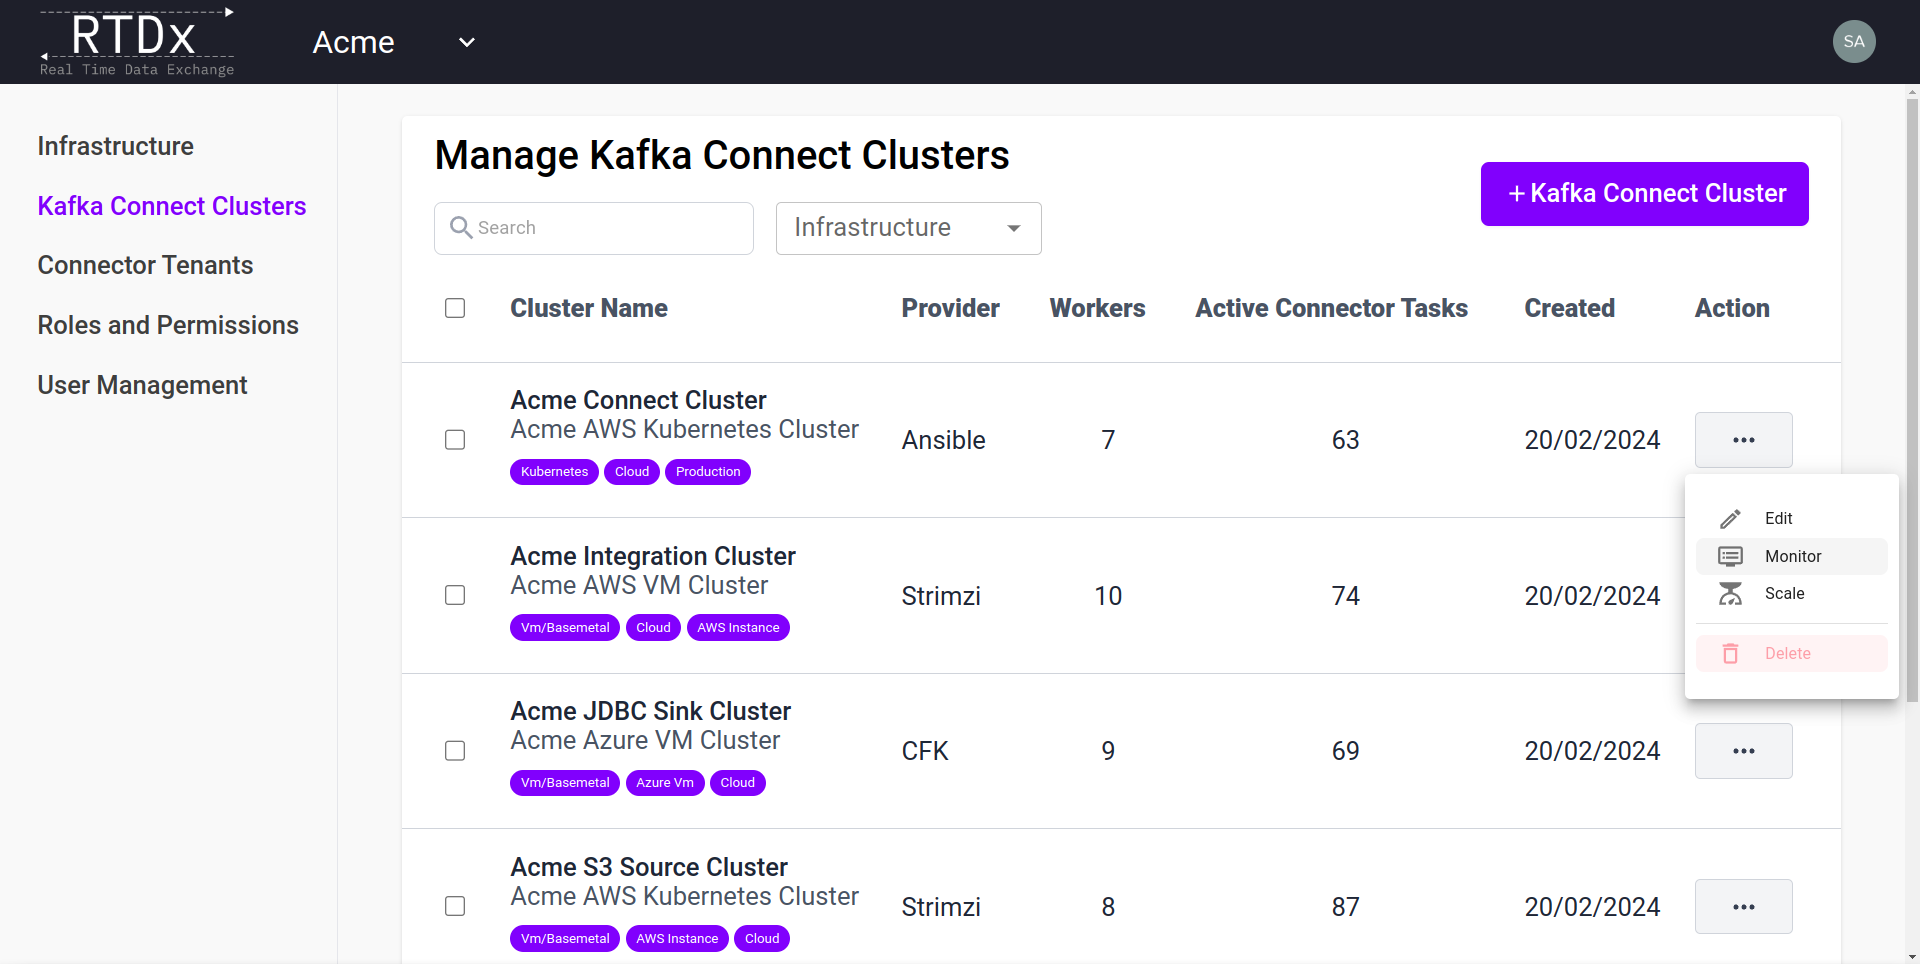 RTDx
Real Time Data Exchange
Acme
SA
Infrastructure
Kafka Connect Clusters
Connector Tenants
Roles and Permissions
User Management
Manage Kafka Connect Clusters
Search
Infrastructure
+ Kafka Connect Cluster
Cluster Name Provider Workers Active Connector Tasks Created Action
Acme Connect Cluster
Acme AWS Kubernetes Cluster
Kubernetes Cloud Production
Ansible 7 63 20/02/2024 •••
Edit
Monitor
Scale
Delete
Acme Integration Cluster
Acme AWS VM Cluster
Vm/Basemetal Cloud AWS Instance
Strimzi 10 74 20/02/2024
Acme JDBC Sink Cluster
Acme Azure VM Cluster
Vm/Basemetal Azure Vm Cloud
CFK 9 69 20/02/2024 •••
Acme S3 Source Cluster
Acme AWS Kubernetes Cluster
Vm/Basemetal AWS Instance Cloud
Strimzi 8 87 20/02/2024 •••